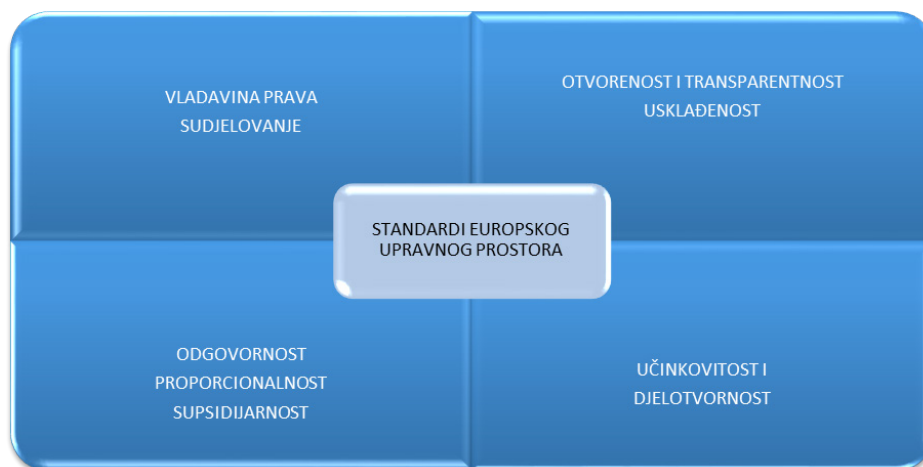 VLADAVINA PRAVA
SUDJELOVANJE
OTVORENOST I TRANSPARENTNOST
USKLAĐENOST
STANDARDI EUROPSKOG
UPRAVNOG PROSTORA
ODGOVORNOST
PROPORCIONALNOST
SUPSIDIJARNOST
UČINKOVITOST I
DJELOTVORNOST